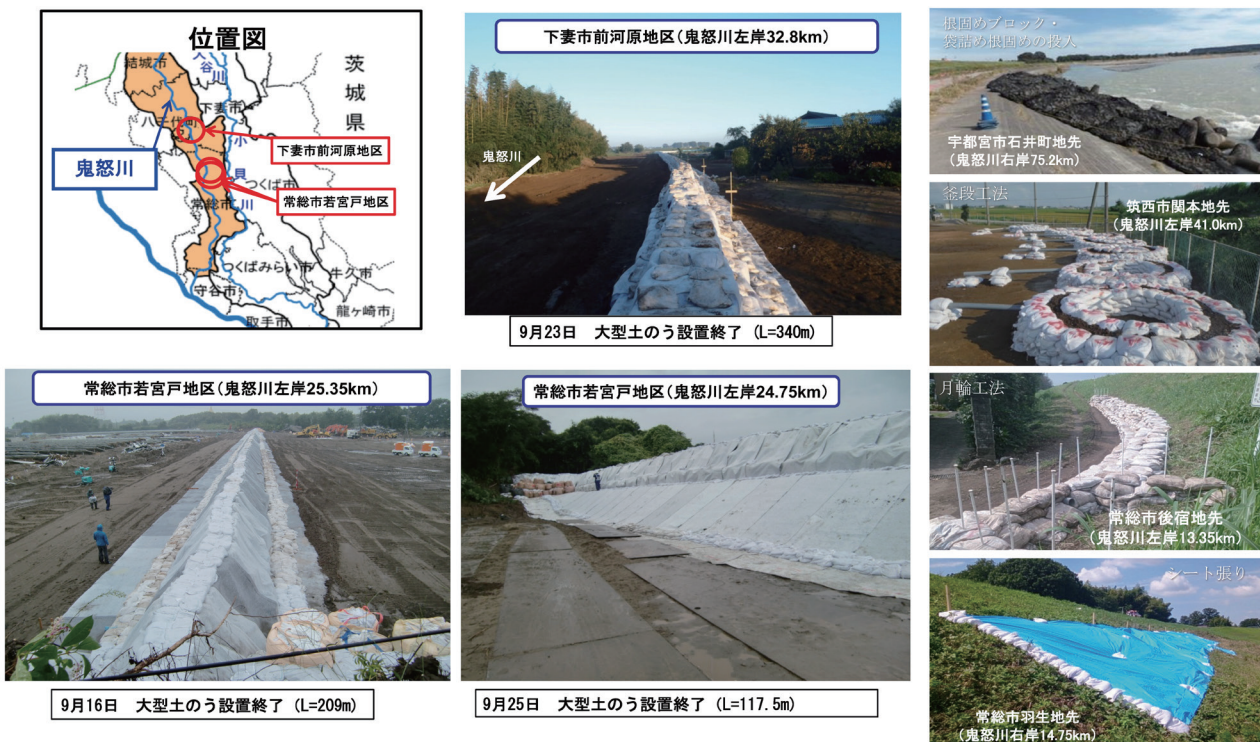 位置図
結城市
八千代町
下妻市
小
貝
川
茨
城
県
鬼怒川
下妻市前河原地区
常総市若宮戸地区
つくば市
常総市
つくばみらい市
牛久市
守谷市
龍ヶ崎市
取手市
下妻市前河原地区(鬼怒川左岸32.8km)
鬼怒川
9月23日 大型土のう設置終了 (L=340m)
常総市若宮戸地区(鬼怒川左岸25.35km)
9月16日 大型土のう設置終了 (L=209m)
常総市若宮戸地区(鬼怒川左岸24.75km)
9月25日 大型土のう設置終了 (L=117.5m)
根固めブロック・
袋詰め根固めの投入
宇都宮市石井町地先
(鬼怒川右岸75.2km)
釜段工法
筑西市関本地先
(鬼怒川左岸41.0km)
月輪工法
常総市後宿地先
(鬼怒川左岸13.35km)
シート張り
常総市羽生地先
(鬼怒川右岸14.75km)